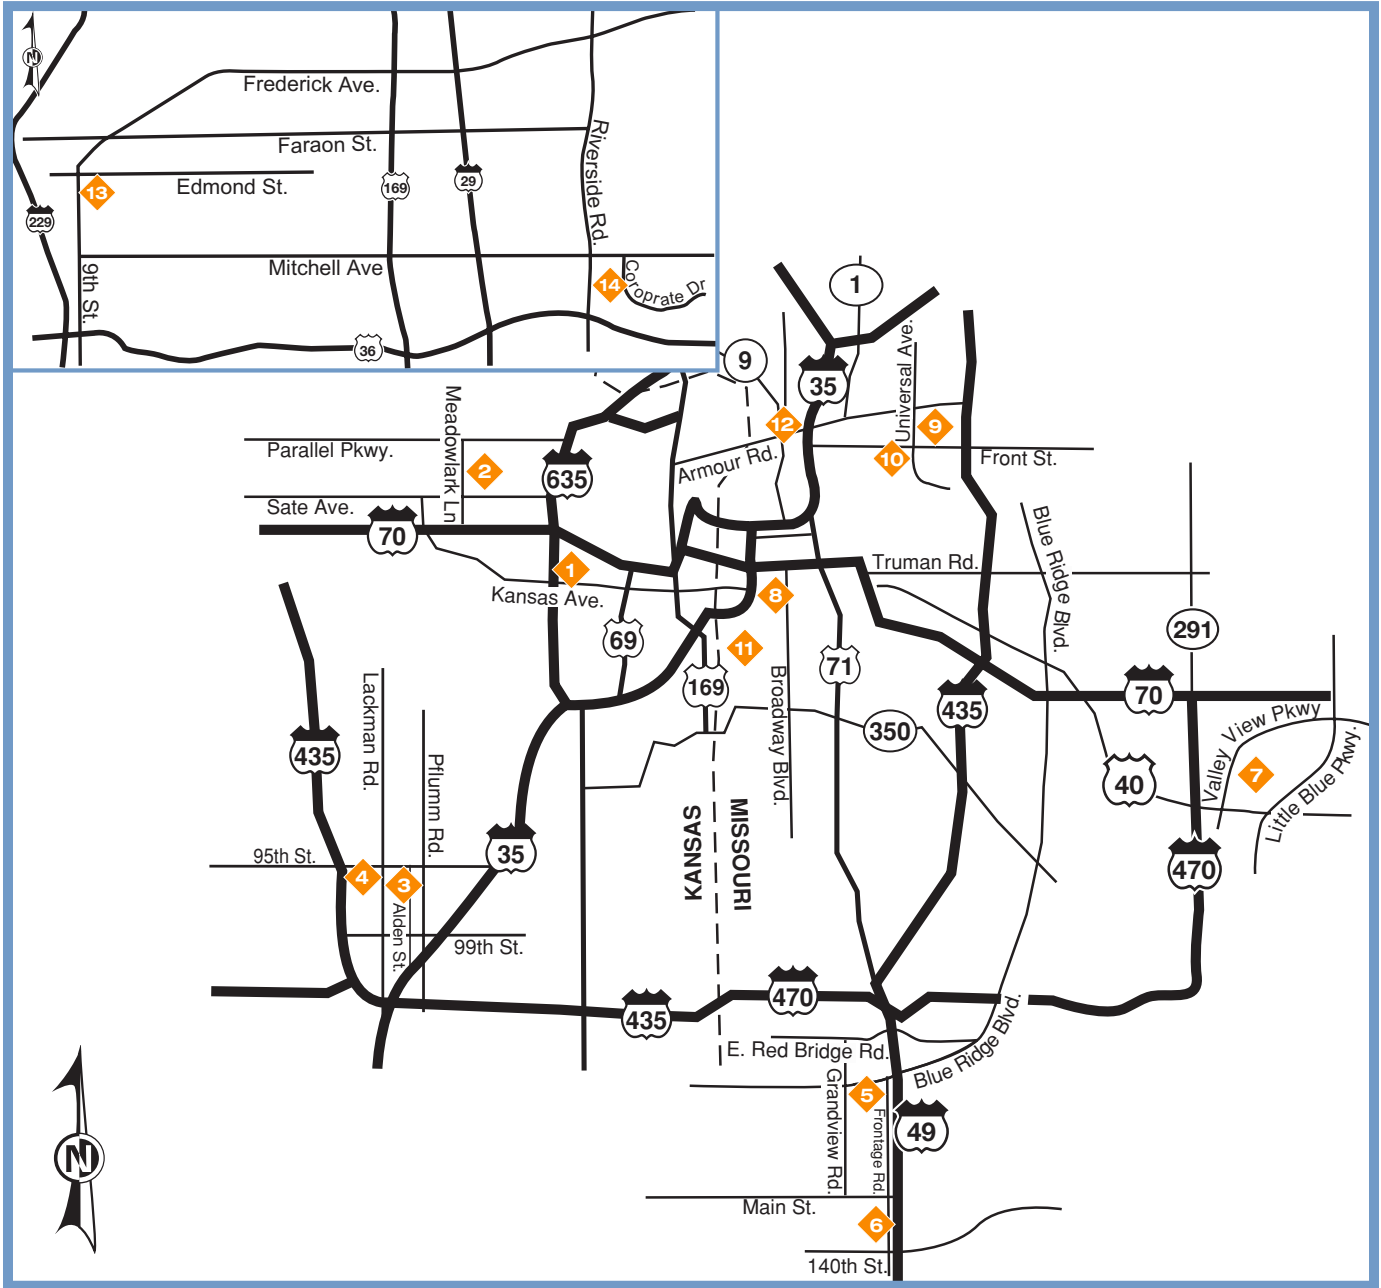 N
Frederick Ave.
Faraon St.
Edmond St.
13
169
29
229
Riverside Rd.
Mitchell Ave
9th St.
14
Coroprate Dr
36
1
9
35
Universal Ave.
Meadowlark Ln
Parallel Pkwy.
2
635
12
9
10
Armour Rd.
Front St.
Sate Ave.
70
Blue Ridge Blvd.
Truman Rd.
1
Kansas Ave.
8
69
11
291
71
169
Broadway Blvd.
435
70
350
Lackman Rd.
435
Pflumm Rd.
Valley View Pkwy
40
7
Little Blue Pkwy.
KANSAS
MISSOURI
35
95th St.
4
3
470
Alden St.
99th St.
470
435
E. Red Bridge Rd.
Blue Ridge Blvd.
Grandview Rd.
5
Frontage Rd.
49
N
Main St.
6
140th St.